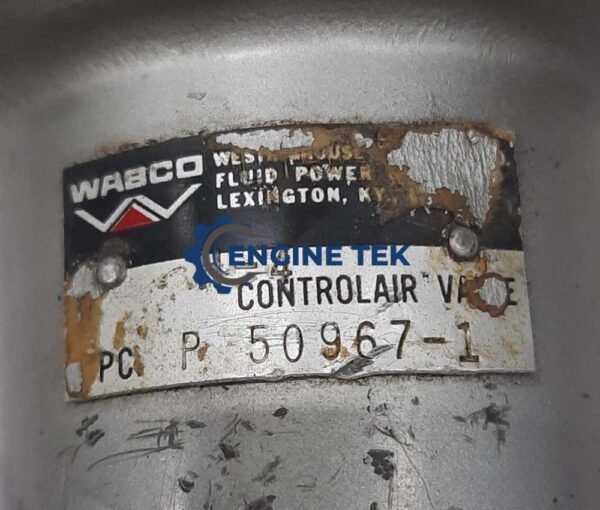 WABCO
FLUID POWER
LEXINGTON, KY
ENGINE TEK
CONTROLAIR
PC P 50967-1